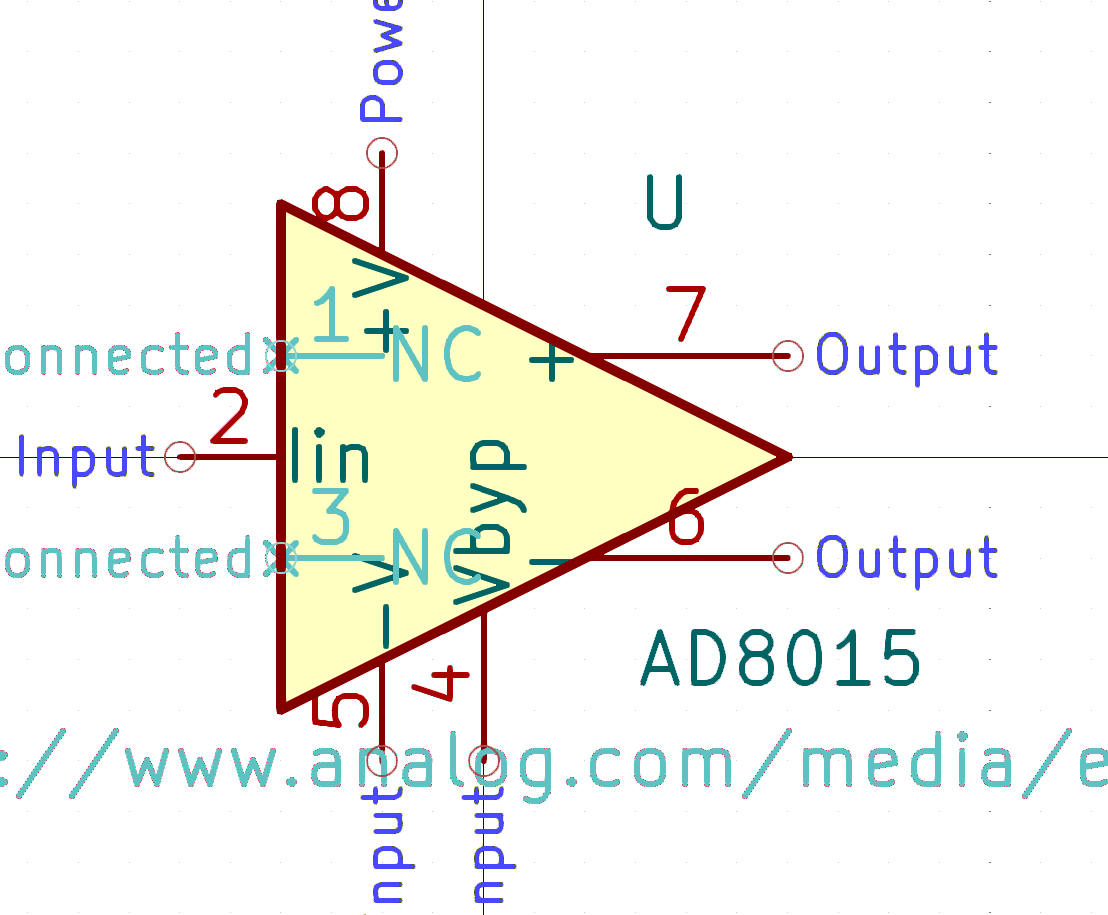 Powe
8
U
V+
1
NC
+
7
Output
onnected
2
Input
Iin
Vbyp
3
NC
6
Output
onnected
V-
−
4
AD8015
5
://www.analog.com/media/e
nput
nput